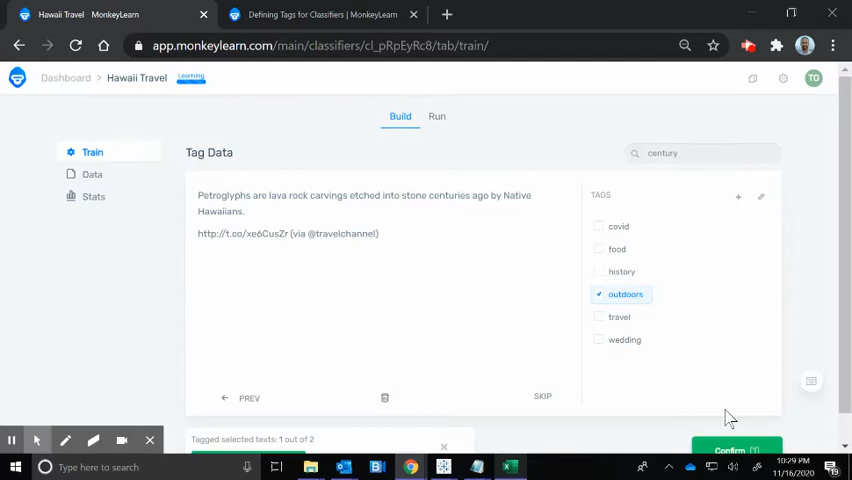 Hawaii Travel - MonkeyLearn
Defining Tags for Classifiers | MonkeyLearn
app.monkeylearn.com/main/classifiers/cl_pRpEyRc8/tab/train/
Dashboard > Hawaii Travel Learning
TO
Build Run
Train
Data
Stats
Tag Data
century
Petroglyphs are lava rock carvings etched into stone centuries ago by Native
Hawaiians.
http://t.co/xe6CusZr (via @travelchannel)
TAGS
covid
food
history
outdoors
travel
wedding
PREV
SKIP
Tagged selected texts: 1 out of 2
Confirm
Type here to search
10:29 PM
11/16/2020
19